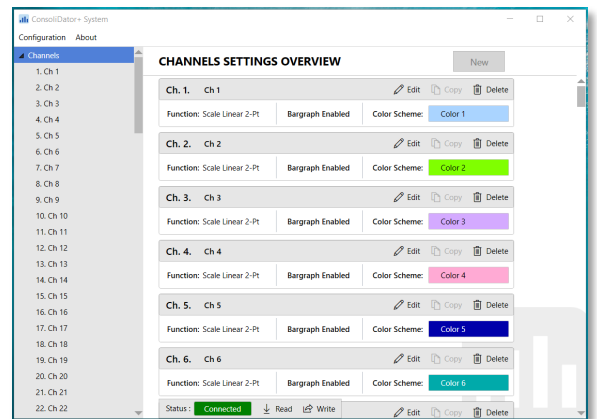 ConsoliDator+ System
Configuration About
Channels
1. Ch 1
2. Ch 2
3. Ch 3
4. Ch 4
5. Ch 5
6. Ch 6
7. Ch 7
8. Ch 8
9. Ch 9
10. Ch 10
11. Ch 11
12. Ch 12
13. Ch 13
14. Ch 14
15. Ch 15
16. Ch 16
17. Ch 17
18. Ch 18
19. Ch 19
20. Ch 20
21. Ch 21
22. Ch 22
CHANNELS SETTINGS OVERVIEW New
Ch. 1. Ch 1 Edit Copy Delete
Function: Scale Linear 2-Pt Bargraph Enabled Color Scheme: Color 1
Ch. 2. Ch 2 Edit Copy Delete
Function: Scale Linear 2-Pt Bargraph Enabled Color Scheme: Color 2
Ch. 3. Ch 3 Edit Copy Delete
Function: Scale Linear 2-Pt Bargraph Enabled Color Scheme: Color 3
Ch. 4. Ch 4 Edit Copy Delete
Function: Scale Linear 2-Pt Bargraph Enabled Color Scheme: Color 4
Ch. 5. Ch 5 Edit Copy Delete
Function: Scale Linear 2-Pt Bargraph Enabled Color Scheme: Color 5
Ch. 6. Ch 6 Edit Copy Delete
Function: Scale Linear 2-Pt Bargraph Enabled Color Scheme: Color 6
Status : Connected Read Write Edit Copy Delete